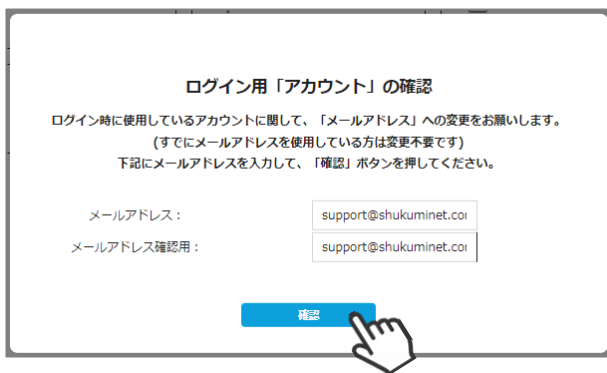 ログイン用「アカウント」の確認
ログイン時に使用しているアカウントに関して、「メールアドレス」への変更をお願いします。
(すでにメールアドレスを使用している方は変更不要です)
下記にメールアドレスを入力して、「確認」ボタンを押してください。
メールアドレス： support@shukuminet.co
メールアドレス確認用： support@shukuminet.co
確認